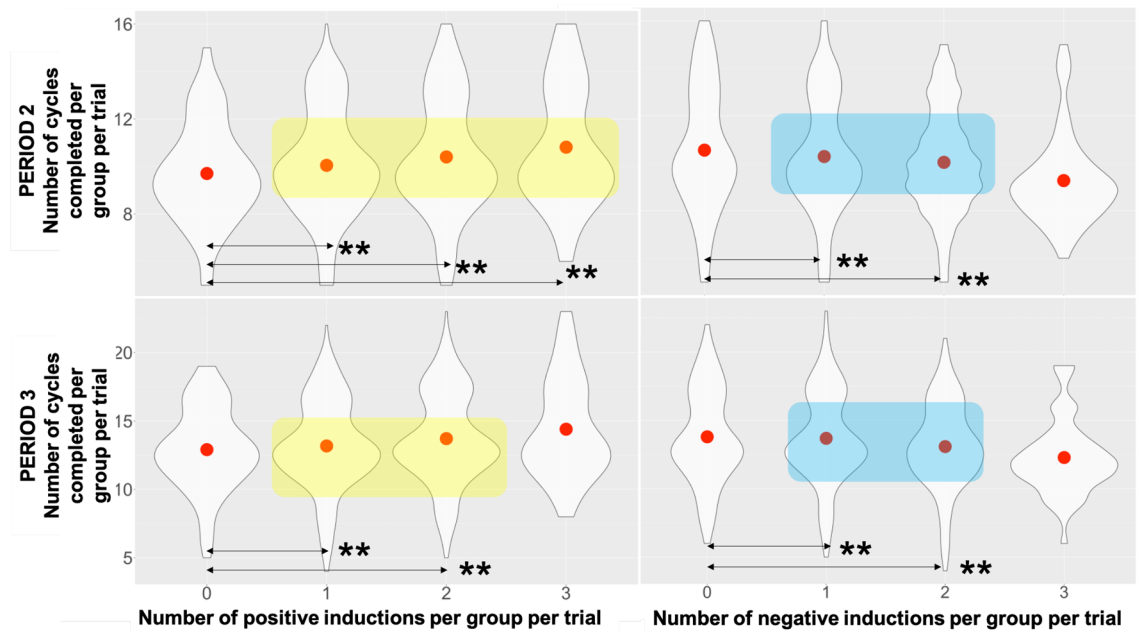 PERIOD 2
Number of cycles
completed per
group per trial
16
12
8
**
**
**
**
**
PERIOD 3
Number of cycles
completed per
group per trial
20
15
10
5
**
**
**
**
0 1 2 3
0 1 2 3
Number of positive inductions per group per trial
Number of negative inductions per group per trial